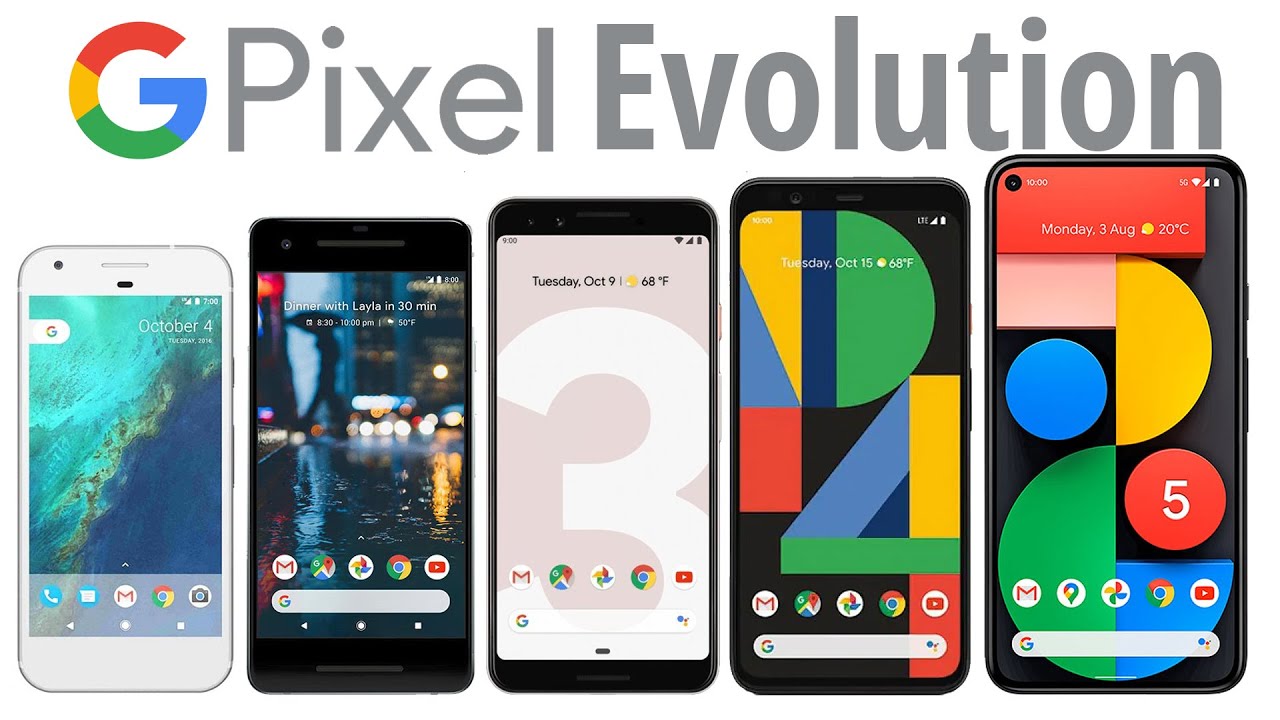 G Pixel Evolution
7:00
October 4
TUESDAY, 2016
G
8:00
Dinner with Layla in 30 min
8:30 - 10:00 pm | 50°F
G
9:00
Tuesday, Oct 9 | 68 °F
3
G
10:00
LTE
Tuesday, Oct 15 68°F
4
G
10:00
5G
Monday, 3 Aug 20°C
5
G